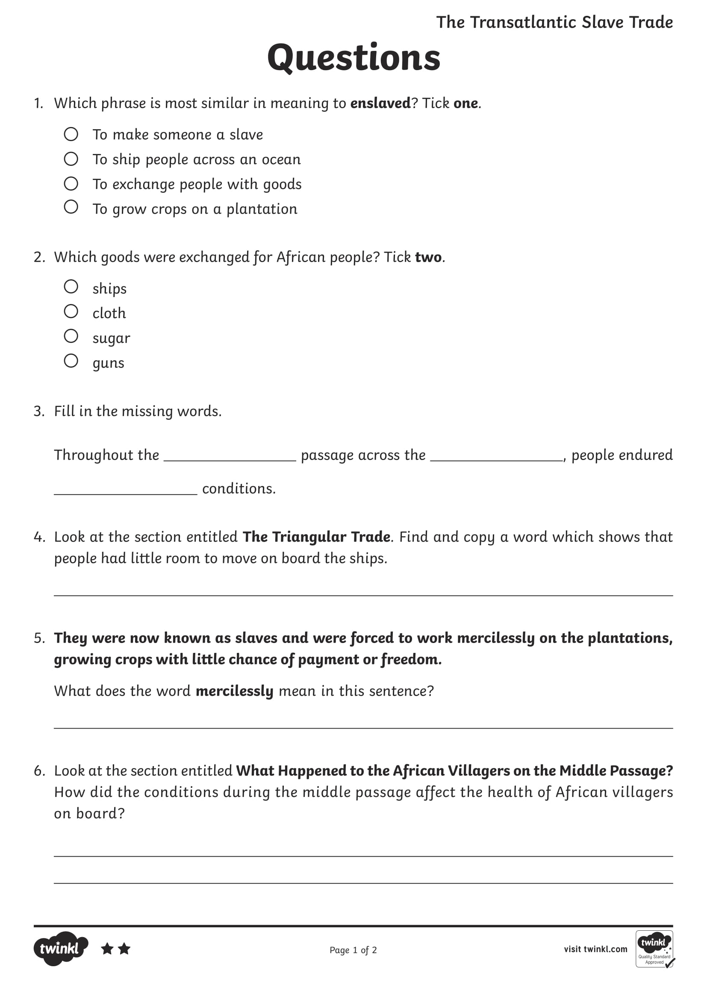 The Transatlantic Slave Trade
Questions
1. Which phrase is most similar in meaning to enslaved? Tick one.
To make someone a slave
To ship people across an ocean
To exchange people with goods
To grow crops on a plantation
2. Which goods were exchanged for African people? Tick two.
ships
cloth
sugar
guns
3. Fill in the missing words.
Throughout the ________________ passage across the ________________, people endured
________________ conditions.
4. Look at the section entitled The Triangular Trade. Find and copy a word which shows that
people had little room to move on board the ships.
5. They were now known as slaves and were forced to work mercilessly on the plantations,
growing crops with little chance of payment or freedom.
What does the word mercilessly mean in this sentence?
6. Look at the section entitled What Happened to the African Villagers on the Middle Passage?
How did the conditions during the middle passage affect the health of African villagers
on board?
twinkl
Page 1 of 2
visit twinkl.com
twinkl
Quality Standard
Approved